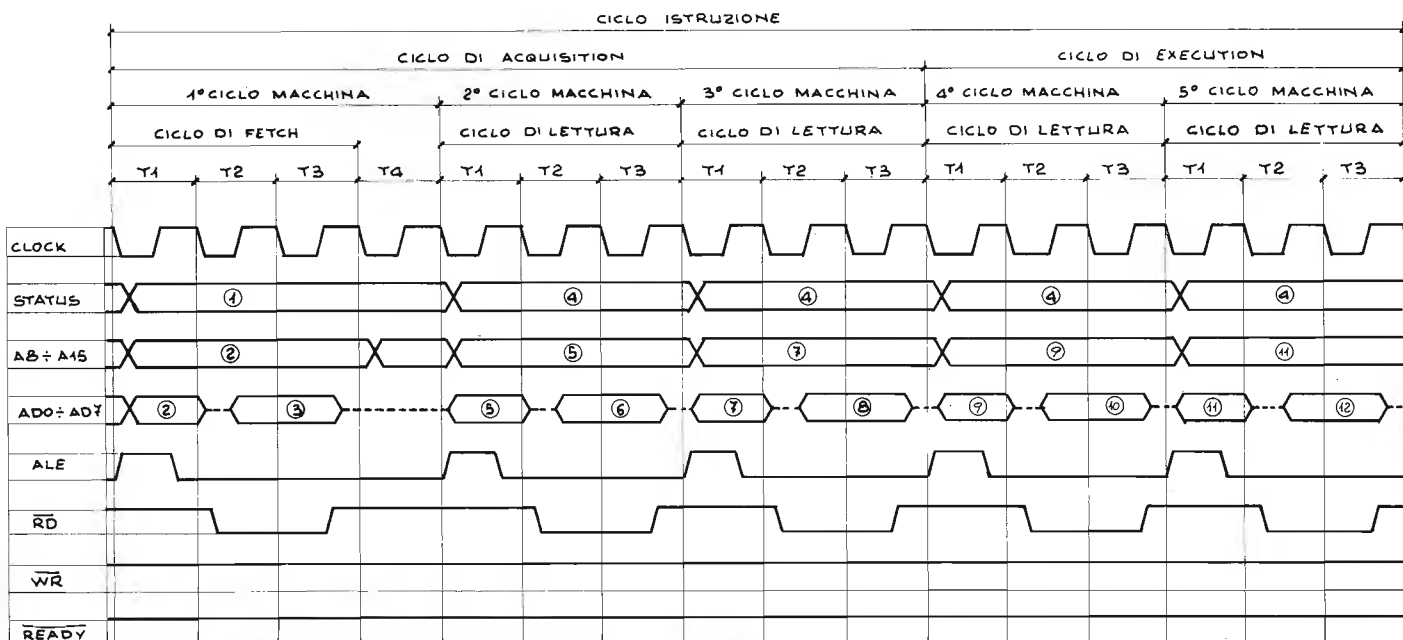 CICLO ISTRUZIONE
CICLO DI ACQUISITION CICLO DI EXECUTION
1° CICLO MACCHINA 2° CICLO MACCHINA 3° CICLO MACCHINA 4° CICLO MACCHINA 5° CICLO MACCHINA
CICLO DI FETCH CICLO DI LETTURA CICLO DI LETTURA CICLO DI LETTURA CICLO DI LETTURA
T1 T2 T3 T4 T1 T2 T3 T1 T2 T3 T1 T2 T3 T1 T2 T3
CLOCK
STATUS 1 4 4 4 4
A8÷A15 2 5 7 9 11
AD0÷AD7 2 3 5 6 7 8 9 10 11 12
ALE
RD
WR
READY